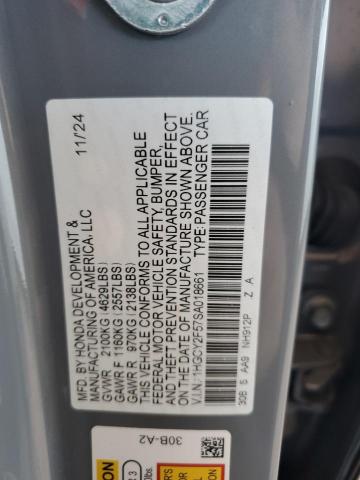 MFD. BY HONDA DEVELOPMENT & 11/24
MANUFACTURING OF AMERICA, LLC
GVWR 2100KG (4629LBS)
GAWR F 1160KG (2557LBS)
GAWR R 970KG (2138LBS)
THIS VEHICLE CONFORMS TO ALL APPLICABLE
FEDERAL MOTOR VEHICLE SAFETY, BUMPER,
AND THEFT PREVENTION STANDARDS IN EFFECT
ON THE DATE OF MANUFACTURE SHOWN ABOVE.
V.I.N.: 1HGCY2F57SA018661 TYPE: PASSENGER CAR
30B 5 AA9 NH912P Z A
30B-A2